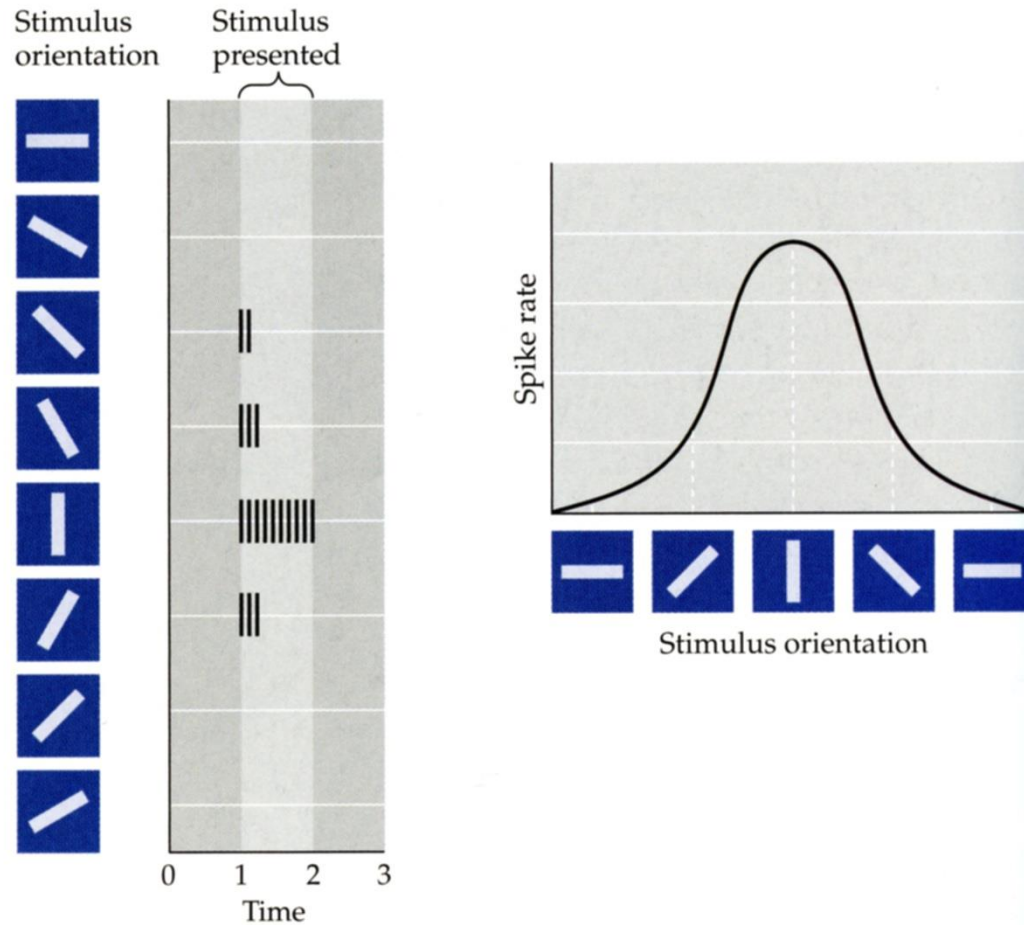 Stimulus
orientation
Stimulus
presented
0 1 2 3
Time
Spike rate
Stimulus orientation